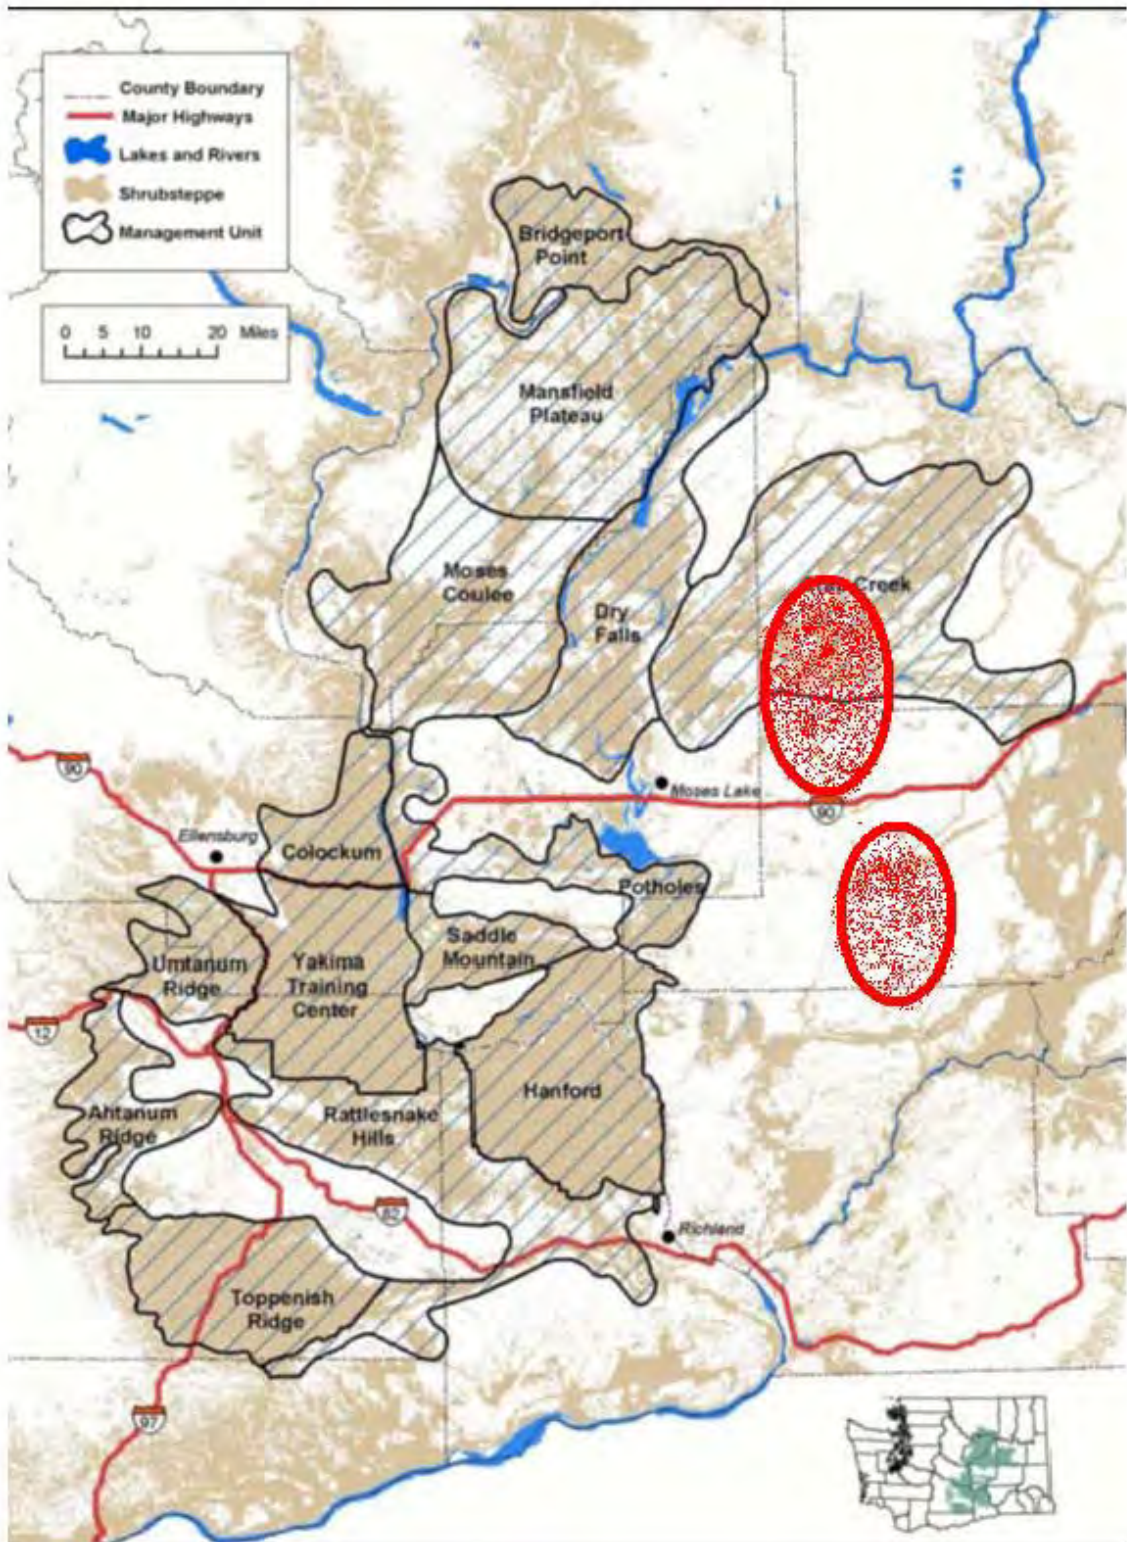 County Boundary
Major Highways
Lakes and Rivers
Shrubsteppe
Management Unit
0 5 10 20 Miles
Bridgeport
Point
Mansfield
Plateau
Moses
Coulee
Dry
Falls
Creek
90
Moses Lake
90
Ellensburg
Colockum
Potholes
Saddle
Mountain
Umtanum
Ridge
Yakima
Training
Center
12
Hanford
Ahtanum
Ridge
Rattlesnake
Hills
82
Richland
Toppenish
Ridge
97